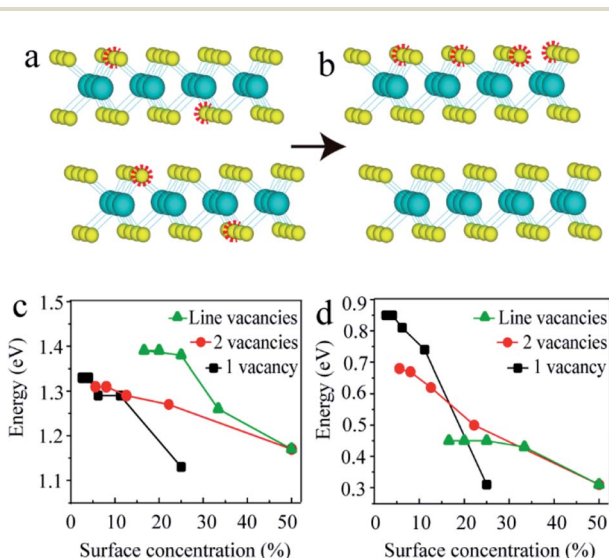 a
b
c
1.5
1.4
1.3
1.2
1.1
Energy (eV)
Line vacancies
2 vacancies
1 vacancy
0 10 20 30 40 50
Surface concentration (%)
d
0.9
0.8
0.7
0.6
0.5
0.4
0.3
Energy (eV)
Line vacancies
2 vacancies
1 vacancy
0 10 20 30 40 50
Surface concentration (%)